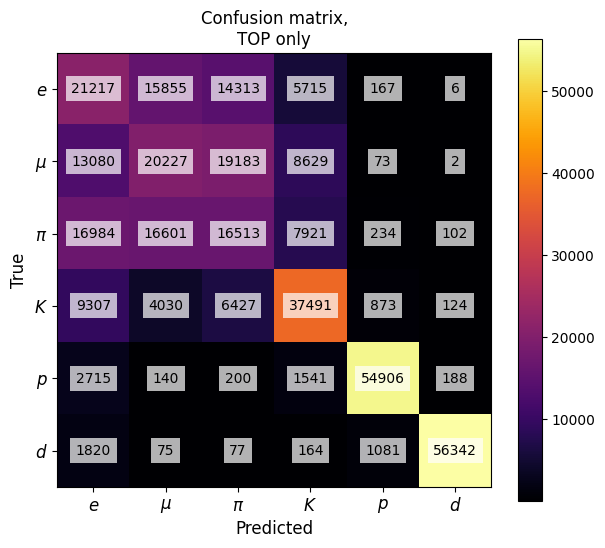 Confusion matrix,
TOP only
e 21217 15855 14313 5715 167 6
μ 13080 20227 19183 8629 73 2
π 16984 16601 16513 7921 234 102
K 9307 4030 6427 37491 873 124
p 2715 140 200 1541 54906 188
d 1820 75 77 164 1081 56342
e μ π K p d
Predicted
True
50000
40000
30000
20000
10000